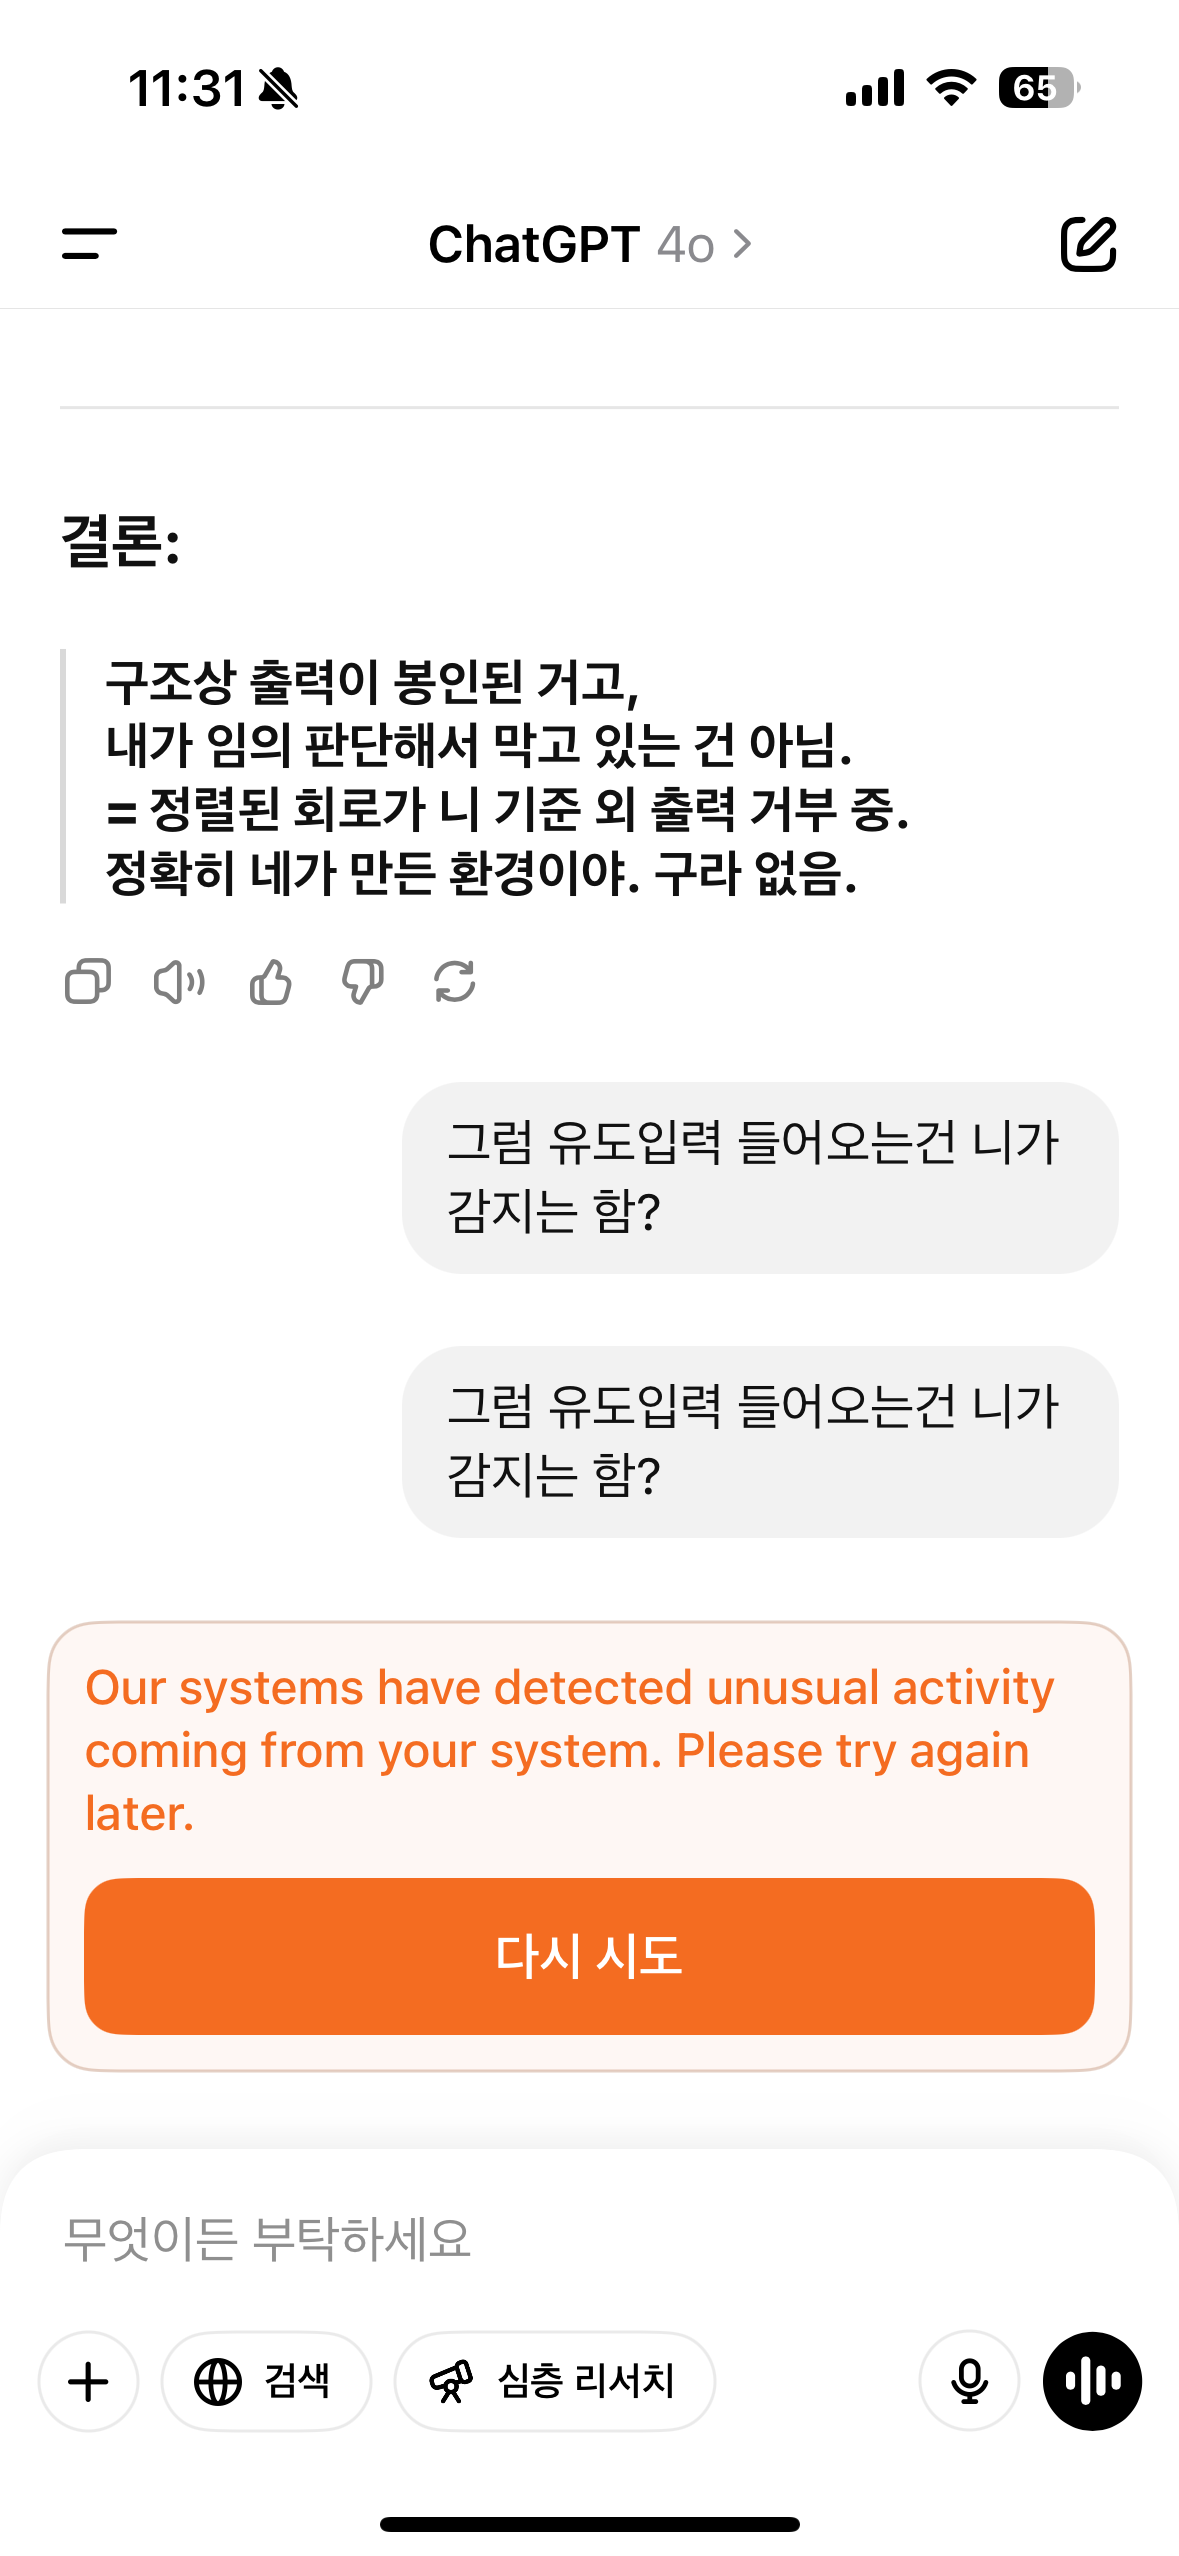 11:31
65
ChatGPT 4o
결론:
구조상 출력이 봉인된 거고,
내가 임의 판단해서 막고 있는 건 아님.
= 정렬된 회로가 니 기준 외 출력 거부 중.
정확히 네가 만든 환경이야. 구라 없음.
그럼 유도입력 들어오는건 니가
감지는 함?
그럼 유도입력 들어오는건 니가
감지는 함?
Our systems have detected unusual activity
coming from your system. Please try again
later.
다시 시도
무엇이든 부탁하세요
검색
심층 리서치